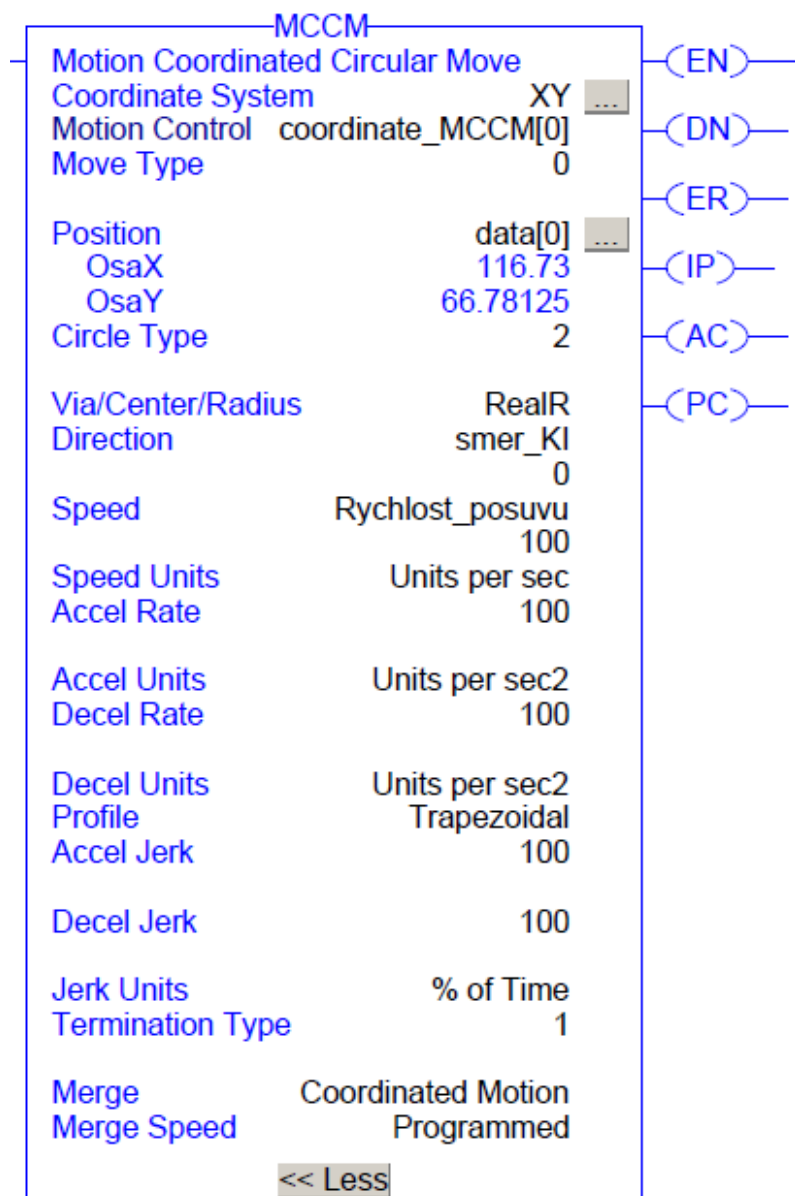 MCCM
Motion Coordinated Circular Move (EN)
Coordinate System XY ...
Motion Control coordinate_MCCM[0] (DN)
Move Type 0
(ER)
Position data[0] ...
OsaX 116.73 (IP)
OsaY 66.78125
Circle Type 2 (AC)
Via/Center/Radius RealR (PC)
Direction smer_KI
0
Speed Rychlost_posuvu
100
Speed Units Units per sec
Accel Rate 100
Accel Units Units per sec2
Decel Rate 100
Decel Units Units per sec2
Profile Trapezoidal
Accel Jerk 100
Decel Jerk 100
Jerk Units % of Time
Termination Type 1
Merge Coordinated Motion
Merge Speed Programmed
<< Less